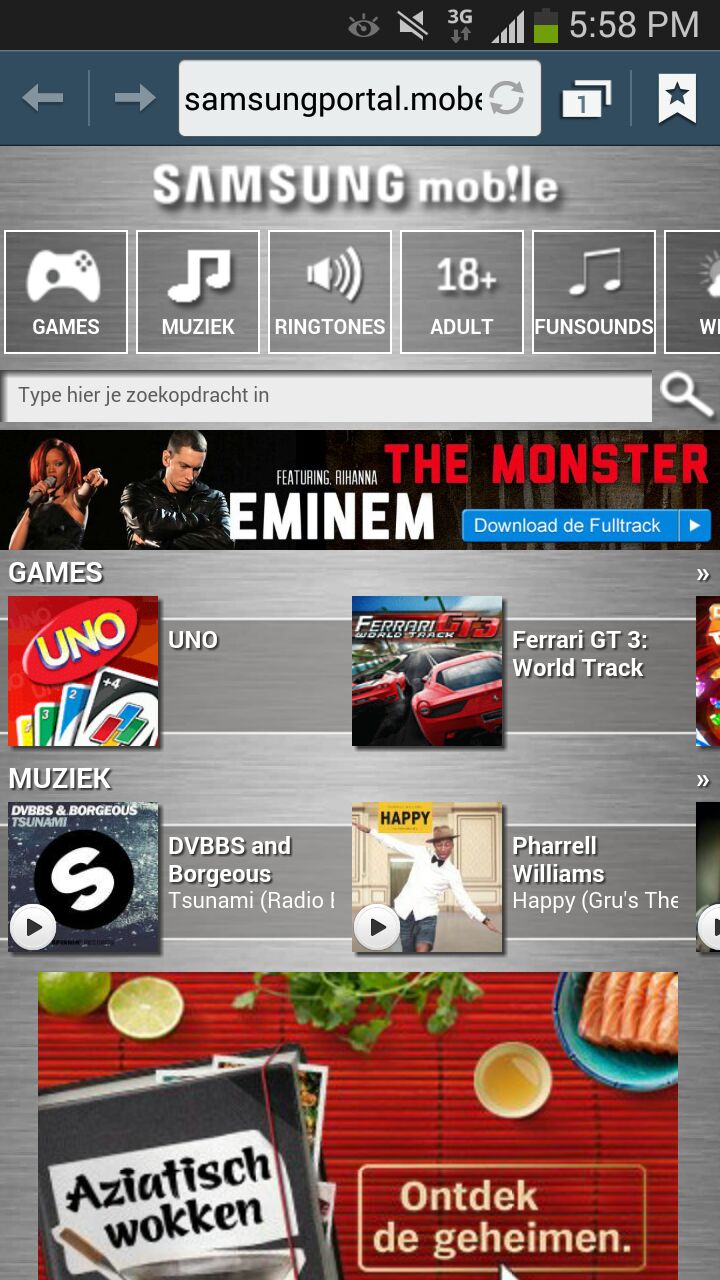 3G 5:58 PM
samsungportal.mobe
1
SAMSUNG mob!le
GAMES MUZIEK RINGTONES 18+ ADULT FUNSOUNDS
Type hier je zoekopdracht in
FEATURING. RIHANNA THE MONSTER
EMINEM Download de Fulltrack
GAMES »
UNO
UNO
FERRARI GT3
WORLD TRACK
Ferrari GT 3:
World Track
MUZIEK »
DVBBS & BORGEOUS
TSUNAMI
DVBBS and
Borgeous
Tsunami (Radio
HAPPY
Pharrell
Williams
Happy (Gru's The
Aziatisch
wokken
Ontdek
de geheimen.